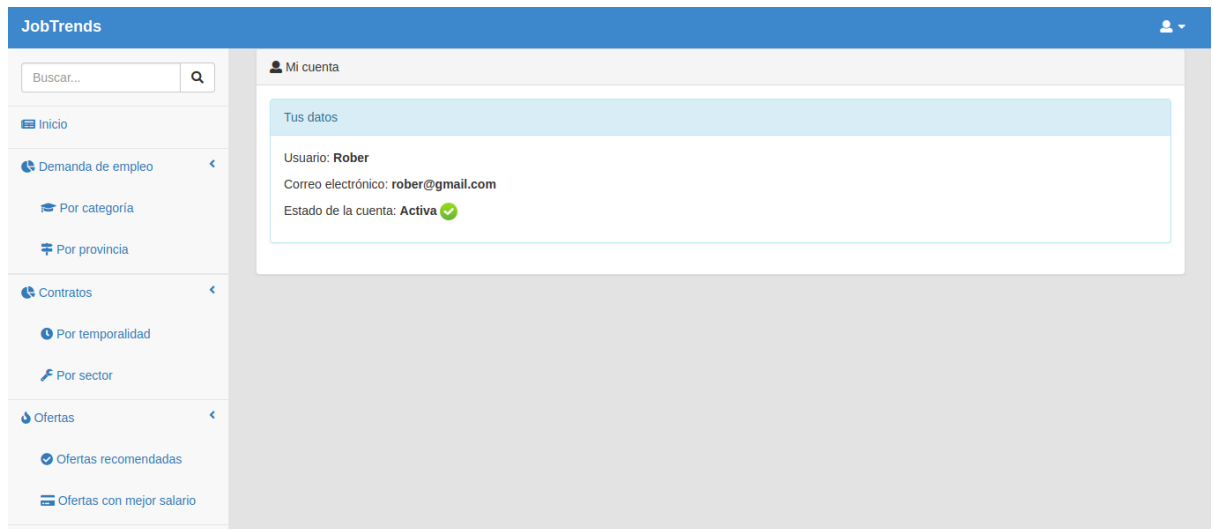 JobTrends
Buscar...
Inicio
Demanda de empleo
Por categoría
Por provincia
Contratos
Por temporalidad
Por sector
Ofertas
Ofertas recomendadas
Ofertas con mejor salario
Mi cuenta
Tus datos
Usuario: Rober
Correo electrónico: rober@gmail.com
Estado de la cuenta: Activa